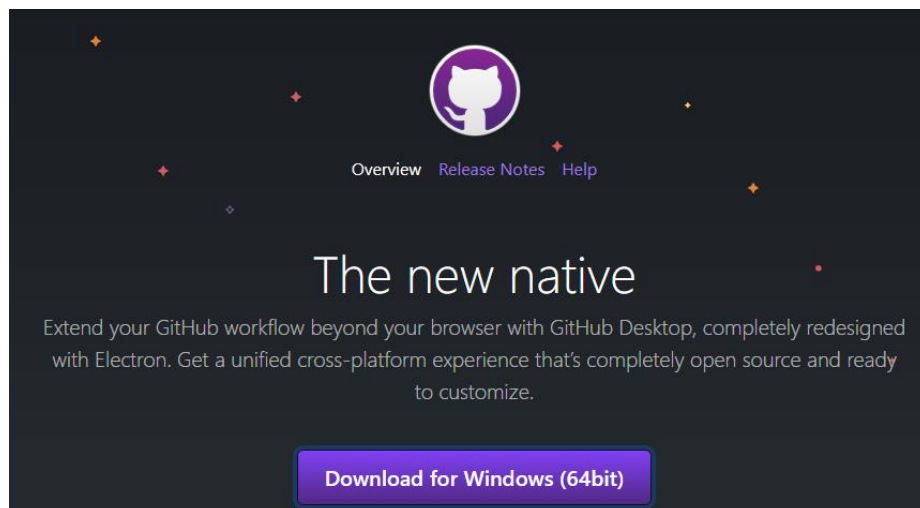 Overview Release Notes Help
The new native
Extend your GitHub workflow beyond your browser with GitHub Desktop, completely redesigned
with Electron. Get a unified cross-platform experience that's completely open source and ready
to customize.
Download for Windows (64bit)